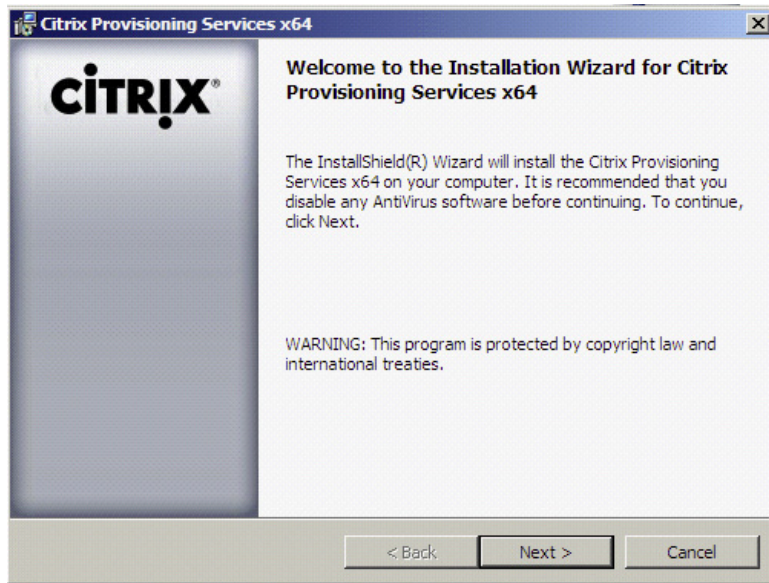 Citrix Provisioning Services x64
CİTRIX®
Welcome to the Installation Wizard for Citrix
Provisioning Services x64
The InstallShield(R) Wizard will install the Citrix Provisioning
Services x64 on your computer. It is recommended that you
disable any AntiVirus software before continuing. To continue,
click Next.
WARNING: This program is protected by copyright law and
international treaties.
< Back
Next >
Cancel